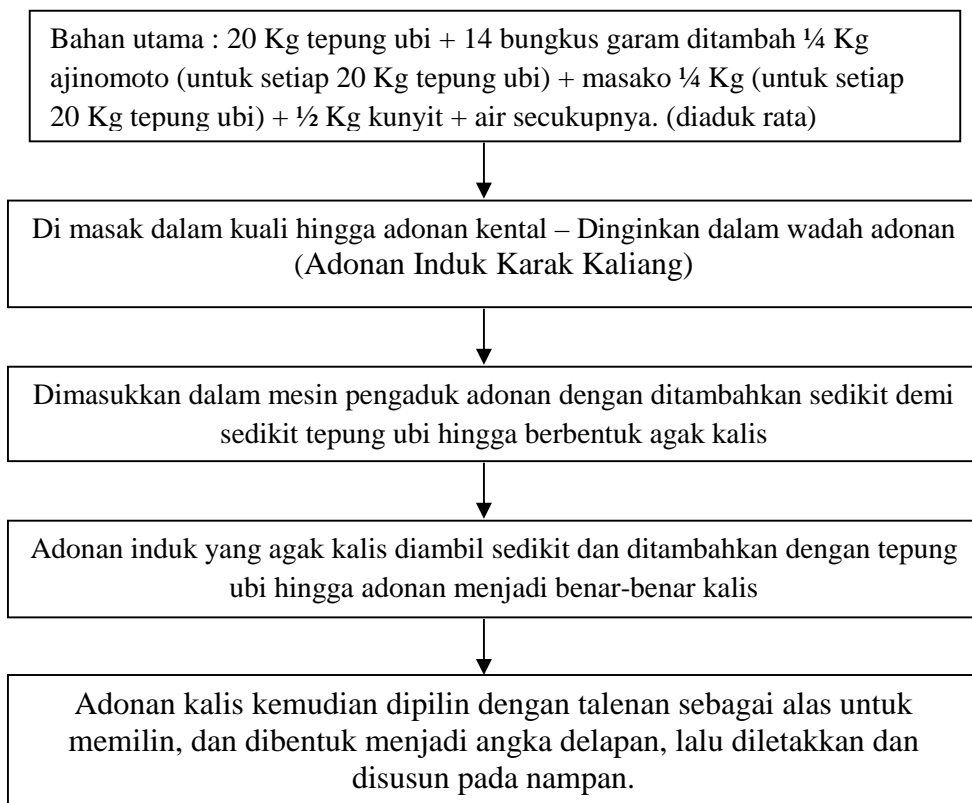 Bahan utama : 20 Kg tepung ubi + 14 bungkus garam ditambah ¼ Kg
ajinomoto (untuk setiap 20 Kg tepung ubi) + masako ¼ Kg (untuk setiap
20 Kg tepung ubi) + ½ Kg kunyit + air secukupnya. (diaduk rata)
Di masak dalam kuali hingga adonan kental – Dinginkan dalam wadah adonan
(Adonan Induk Karak Kaliang)
Dimasukkan dalam mesin pengaduk adonan dengan ditambahkan sedikit demi
sedikit tepung ubi hingga berbentuk agak kalis
Adonan induk yang agak kalis diambil sedikit dan ditambahkan dengan tepung
ubi hingga adonan menjadi benar-benar kalis
Adonan kalis kemudian dipilin dengan talenan sebagai alas untuk
memilin, dan dibentuk menjadi angka delapan, lalu diletakkan dan
disusun pada nampan.